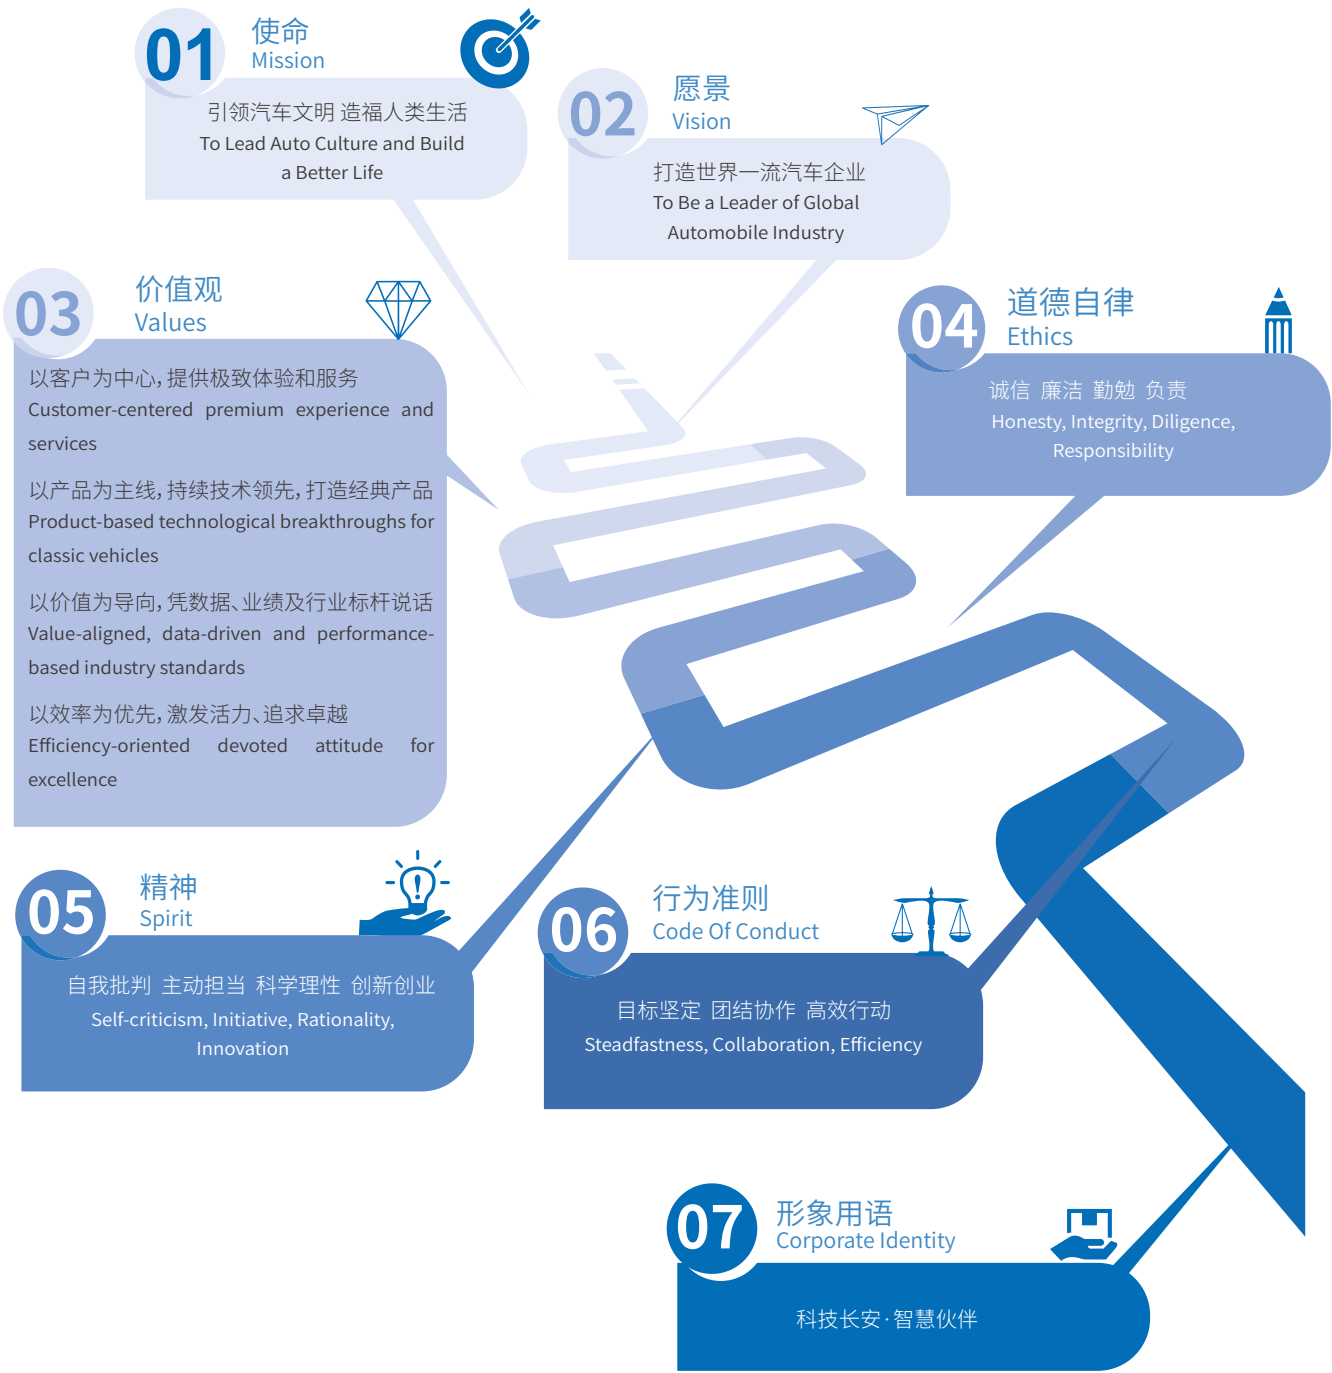 01
使命
Mission
引领汽车文明 造福人类生活
To Lead Auto Culture and Build
a Better Life
02
愿景
Vision
打造世界一流汽车企业
To Be a Leader of Global
Automobile Industry
03
价值观
Values
以客户为中心，提供极致体验和服务
Customer-centered premium experience and
services
以产品为主线，持续技术领先，打造经典产品
Product-based technological breakthroughs for
classic vehicles
以价值为导向，凭数据、业绩及行业标杆说话
Value-aligned, data-driven and performance-
based industry standards
以效率为优先，激发活力、追求卓越
Efficiency-oriented devoted attitude for
excellence
04
道德自律
Ethics
诚信 廉洁 勤勉 负责
Honesty, Integrity, Diligence,
Responsibility
05
精神
Spirit
自我批判 主动担当 科学理性 创新创业
Self-criticism, Initiative, Rationality,
Innovation
06
行为准则
Code Of Conduct
目标坚定 团结协作 高效行动
Steadfastness, Collaboration, Efficiency
07
形象用语
Corporate Identity
科技长安·智慧伙伴